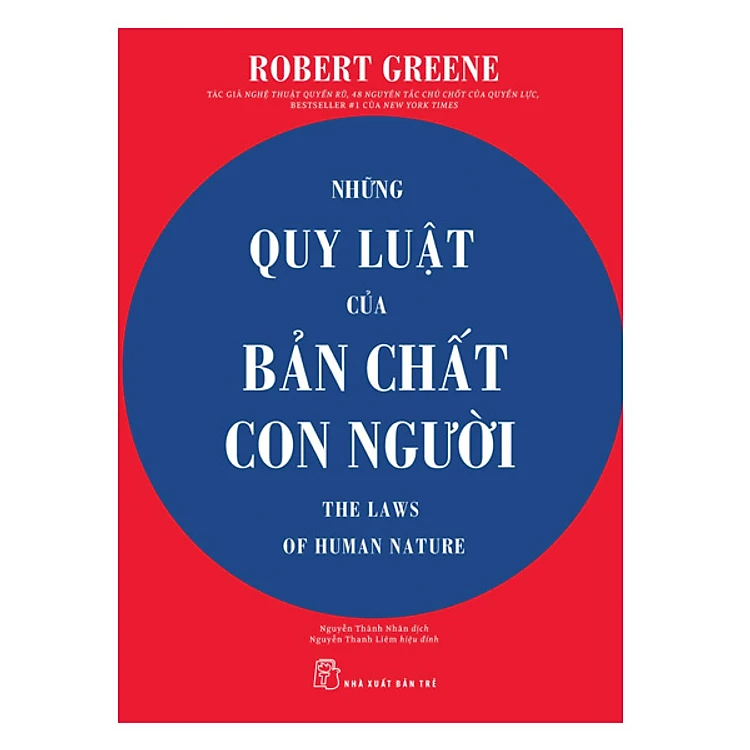 ROBERT GREENE
TÁC GIẢ NGHỆ THUẬT QUYẾN RŨ, 48 NGUYÊN TẮC CHỦ CHỐT CỦA QUYỀN LỰC,
BESTSELLER #1 CỦA NEW YORK TIMES
NHỮNG
QUY LUẬT
CỦA
BẢN CHẤT
CON NGƯỜI
THE LAWS
OF HUMAN NATURE
Nguyễn Thành Nhân dịch
Nguyễn Thanh Liêm hiệu đính
NHÀ XUẤT BẢN TRẺ